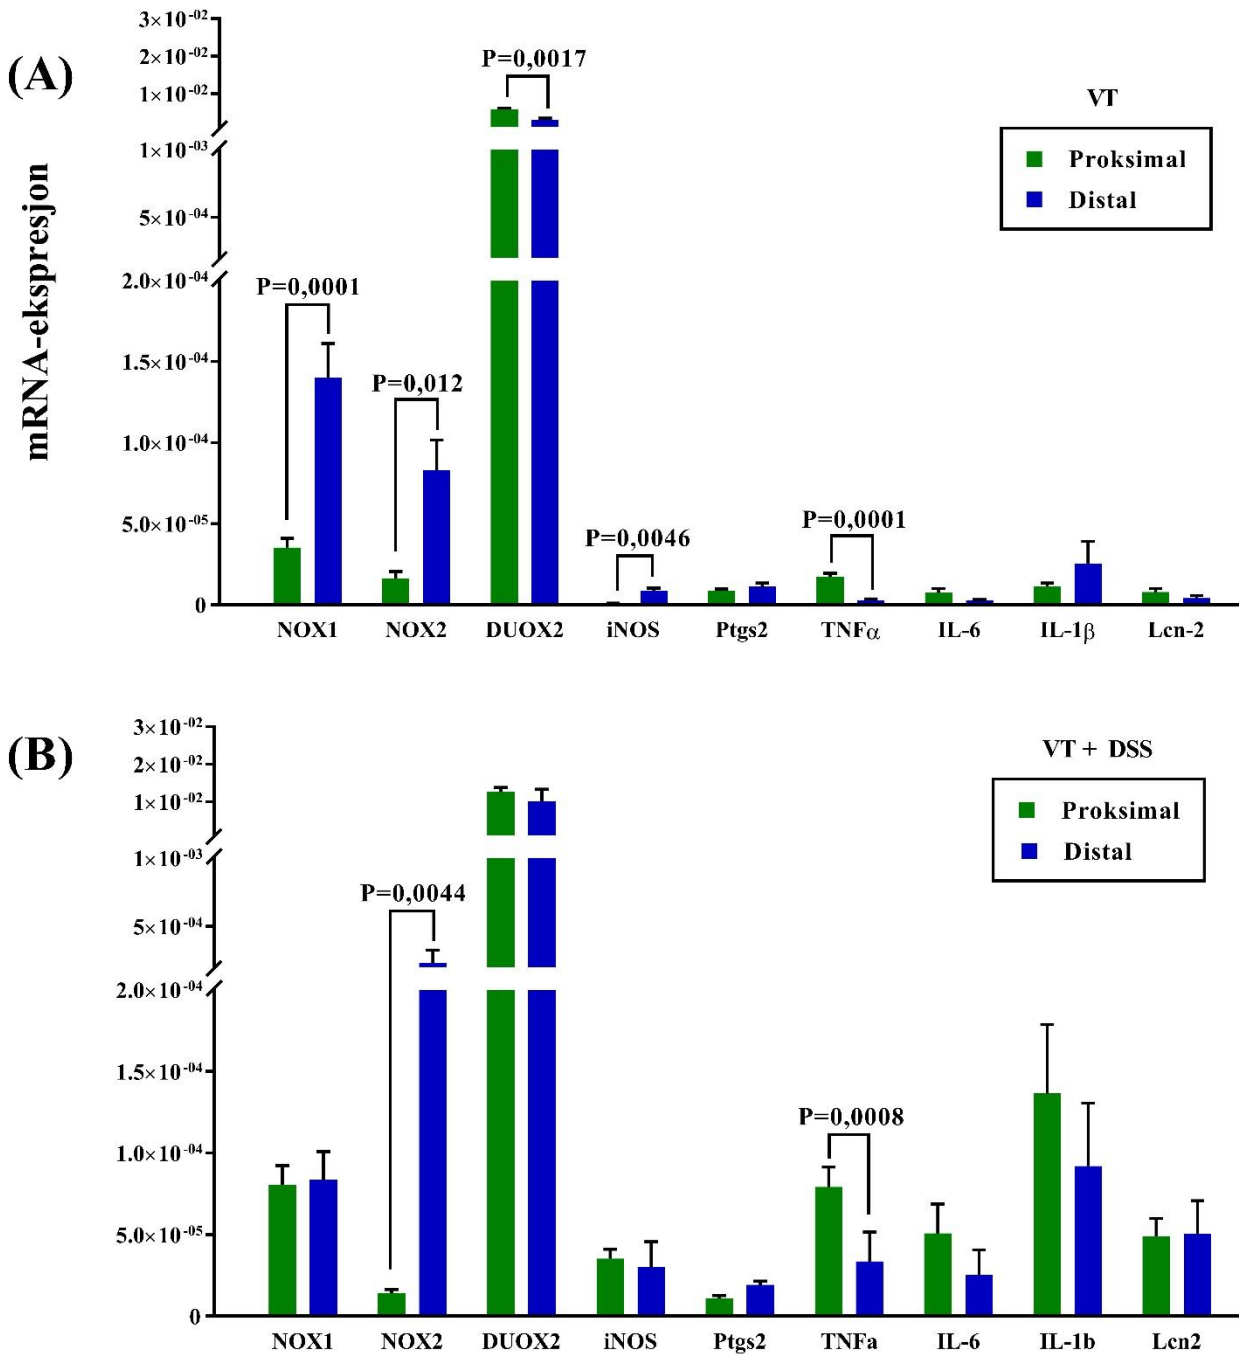 (A)
mRNA-ekspresjon
3×10⁻⁰²
2×10⁻⁰²
1×10⁻⁰²
1×10⁻⁰³
5×10⁻⁰⁴
2.0×10⁻⁰⁴
1.5×10⁻⁰⁴
1.0×10⁻⁰⁴
5.0×10⁻⁰⁵
0
P=0,0001
P=0,012
P=0,0017
P=0,0046
P=0,0001
VT
Proksimal
Distal
NOX1 NOX2 DUOX2 iNOS Ptgs2 TNFα IL-6 IL-1β Lcn-2
(B)
3×10⁻⁰²
2×10⁻⁰²
1×10⁻⁰²
1×10⁻⁰³
5×10⁻⁰⁴
2.0×10⁻⁰⁴
1.5×10⁻⁰⁴
1.0×10⁻⁰⁴
5.0×10⁻⁰⁵
0
P=0,0044
P=0,0008
VT + DSS
Proksimal
Distal
NOX1 NOX2 DUOX2 iNOS Ptgs2 TNFa IL-6 IL-1b Lcn2